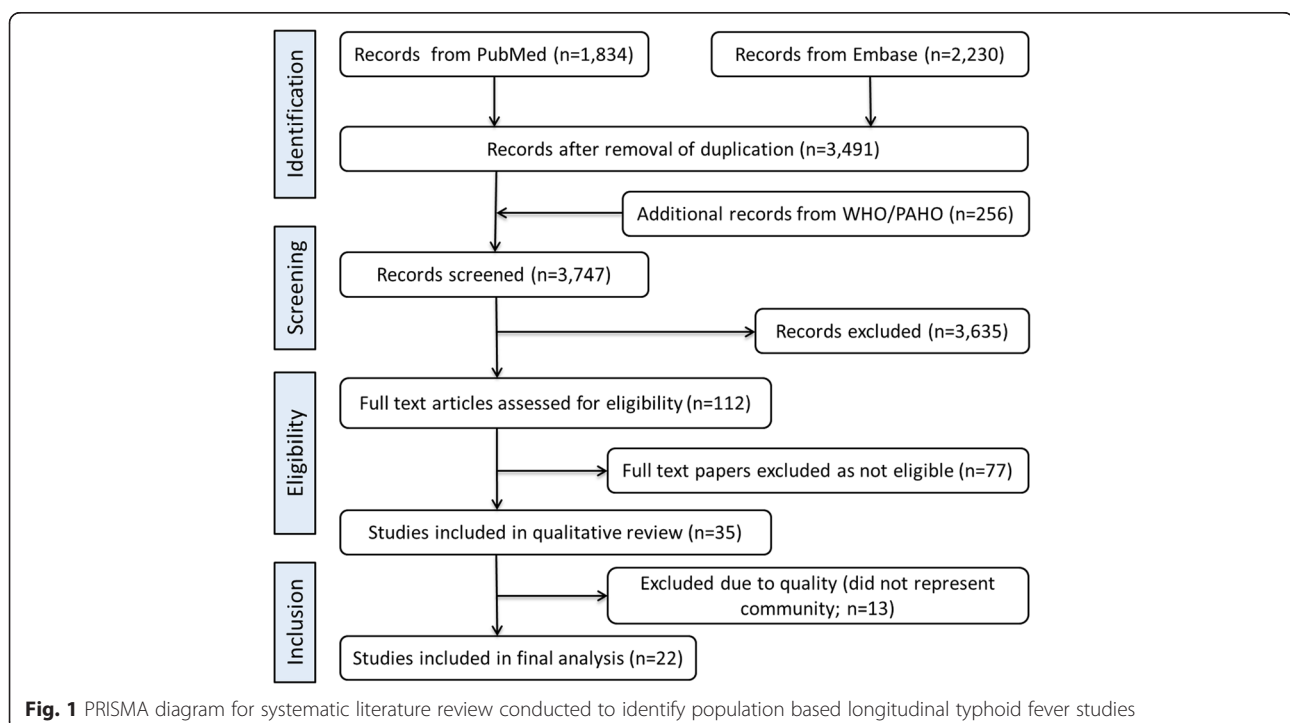 Identification
Records from PubMed (n=1,834)
Records from Embase (n=2,230)
Records after removal of duplication (n=3,491)
Additional records from WHO/PAHO (n=256)
Screening
Records screened (n=3,747)
Records excluded (n=3,635)
Eligibility
Full text articles assessed for eligibility (n=112)
Full text papers excluded as not eligible (n=77)
Studies included in qualitative review (n=35)
Inclusion
Excluded due to quality (did not represent
community; n=13)
Studies included in final analysis (n=22)
Fig. 1 PRISMA diagram for systematic literature review conducted to identify population based longitudinal typhoid fever studies